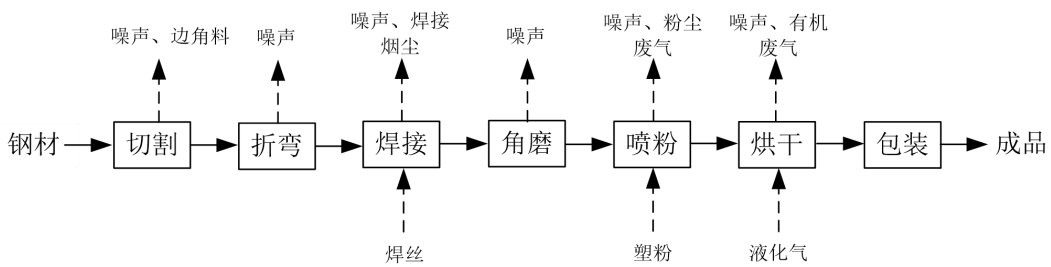 噪声、边角料
噪声
噪声、焊接
烟尘
噪声
噪声、粉尘
废气
噪声、有机
废气
钢材
切割
折弯
焊接
角磨
喷粉
烘干
包装
成品
焊丝
塑粉
液化气